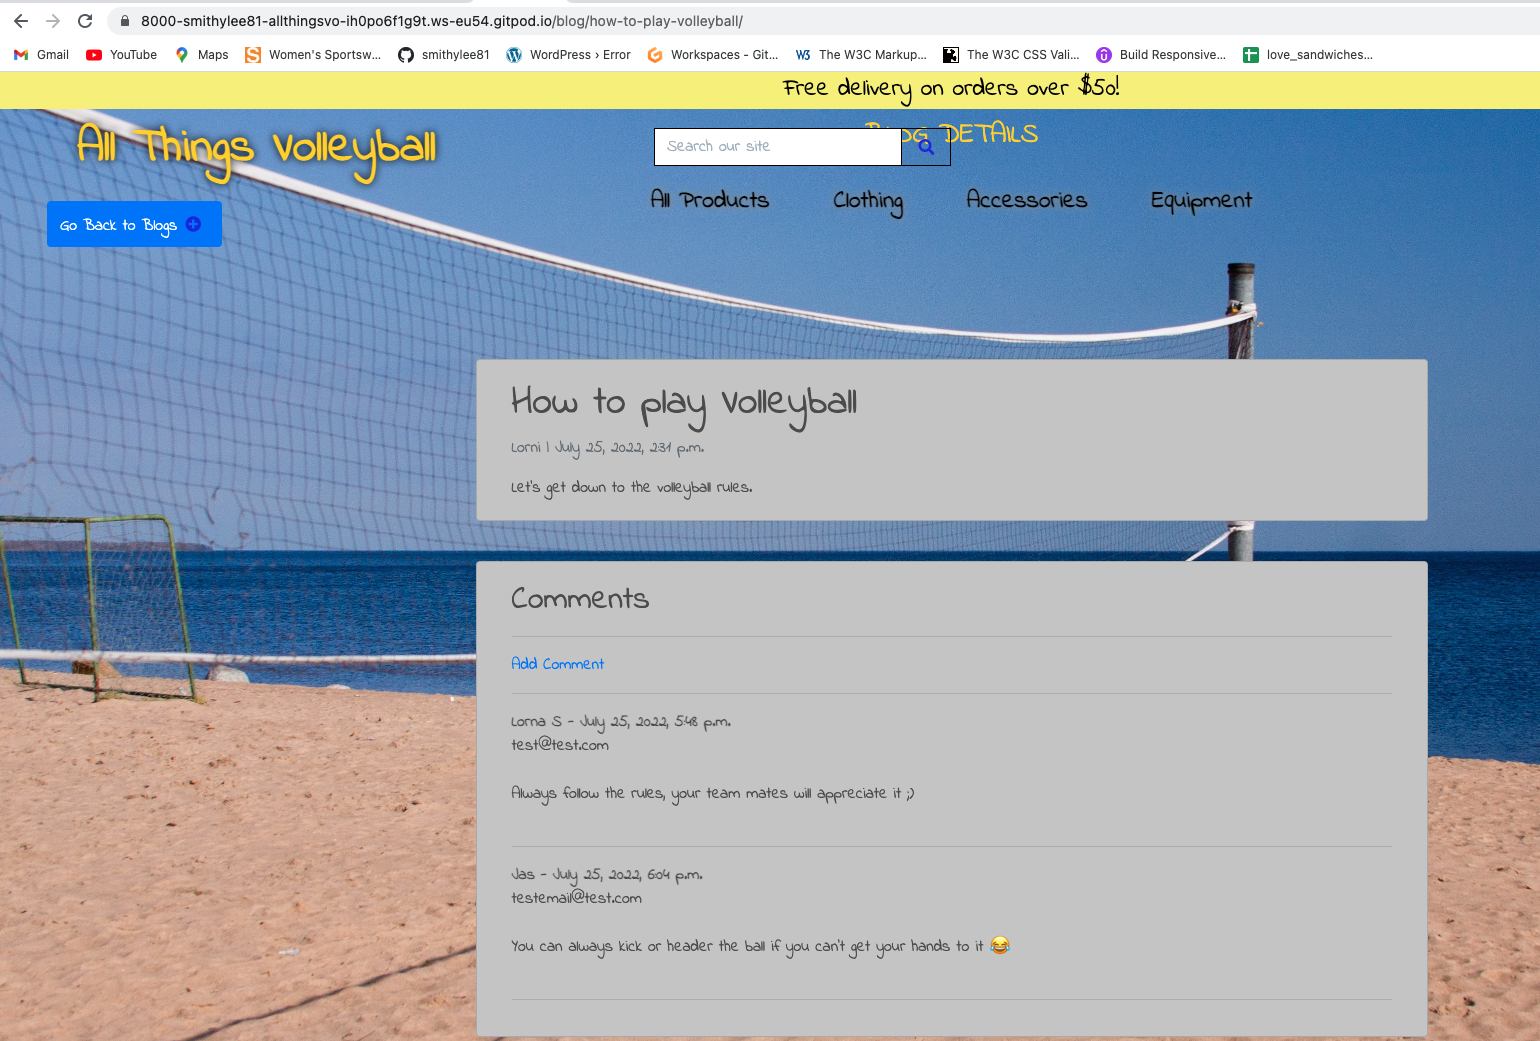 8000-smithylee81-allthingsvo-ih0po6f1g9t.ws-eu54.gitpod.io/blog/how-to-play-volleyball/
Gmail YouTube Maps Women's Sportsw... smithylee81 WordPress › Error Workspaces - Git... The W3C Markup... The W3C CSS Vali... Build Responsive... love_sandwiches...
Free delivery on orders over $50!
All Things Volleyball
Search our site
BLOG DETAILS
All Products Clothing Accessories Equipment
Go Back to Blogs
How to play Volleyball
Lorni | July 25, 2022, 2:31 p.m.
Let's get down to the volleyball rules.
Comments
Add Comment
Lorna S - July 25, 2022, 5:48 p.m.
test@test.com
Always follow the rules, your team mates will appreciate it ;)
Jas - July 25, 2022, 6:04 p.m.
testemail@test.com
You can always kick or header the ball if you can't get your hands to it 😂